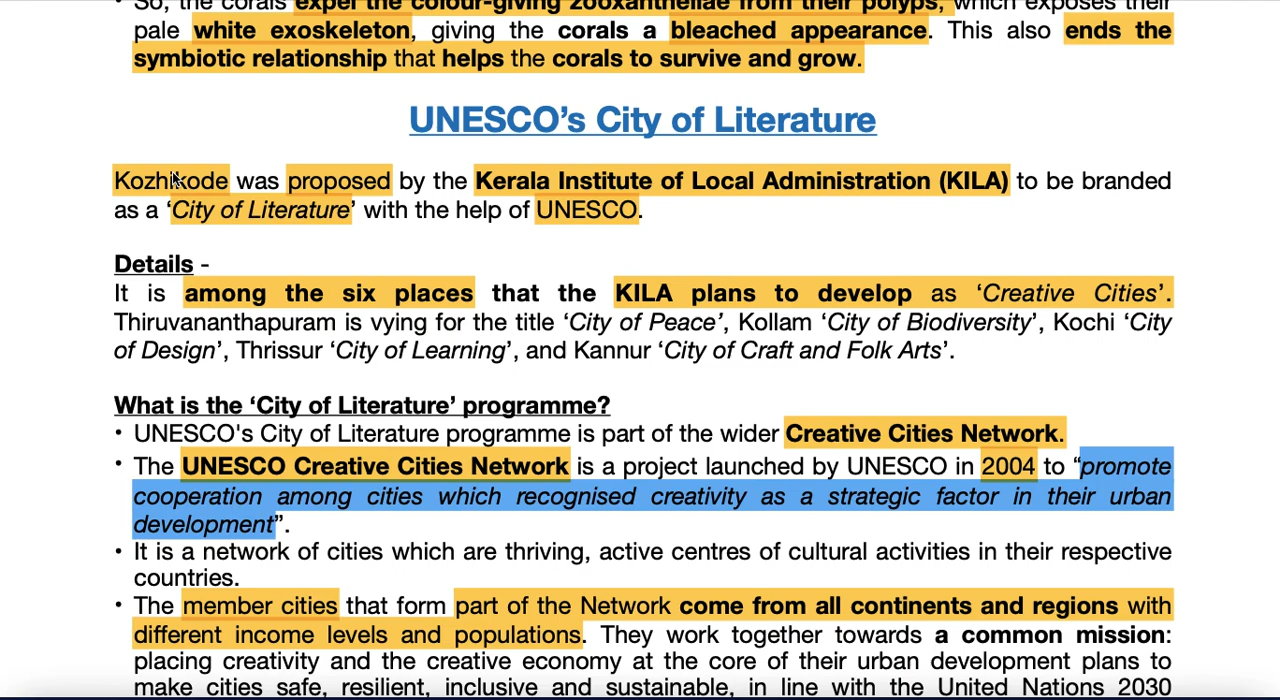 • So, the corals expel the colour-giving zooxanthellae from their polyps, which exposes their
pale white exoskeleton, giving the corals a bleached appearance. This also ends the
symbiotic relationship that helps the corals to survive and grow.
UNESCO’s City of Literature
Kozhikode was proposed by the Kerala Institute of Local Administration (KILA) to be branded
as a ‘City of Literature’ with the help of UNESCO.
Details -
It is among the six places that the KILA plans to develop as ‘Creative Cities’.
Thiruvananthapuram is vying for the title ‘City of Peace’, Kollam ‘City of Biodiversity’, Kochi ‘City
of Design’, Thrissur ‘City of Learning’, and Kannur ‘City of Craft and Folk Arts’.
What is the ‘City of Literature’ programme?
• UNESCO's City of Literature programme is part of the wider Creative Cities Network.
• The UNESCO Creative Cities Network is a project launched by UNESCO in 2004 to “promote
cooperation among cities which recognised creativity as a strategic factor in their urban
development”.
• It is a network of cities which are thriving, active centres of cultural activities in their respective
countries.
• The member cities that form part of the Network come from all continents and regions with
different income levels and populations. They work together towards a common mission:
placing creativity and the creative economy at the core of their urban development plans to
make cities safe, resilient, inclusive and sustainable, in line with the United Nations 2030